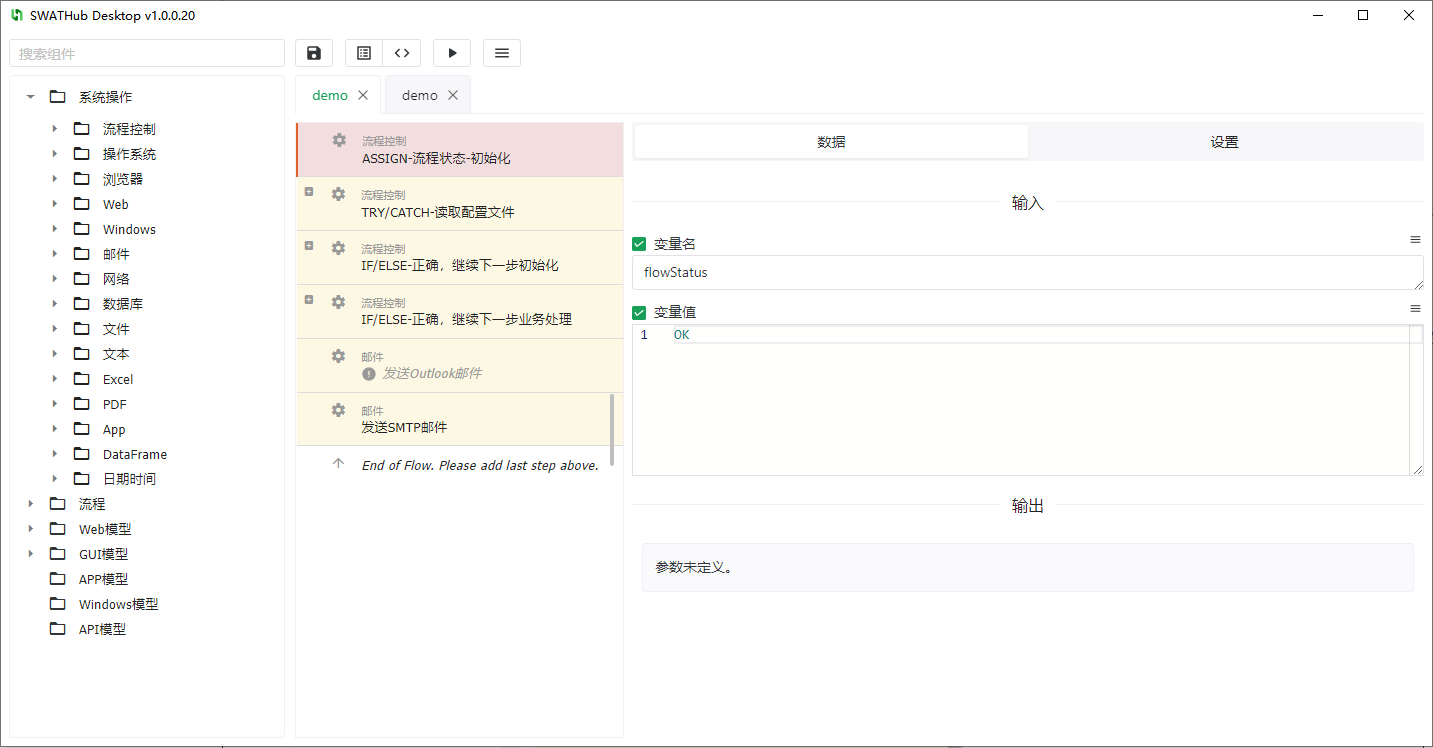 SWATHub Desktop v1.0.0.20
搜索组件
系统操作
流程控制
操作系统
浏览器
Web
Windows
邮件
网络
数据库
文件
文本
Excel
PDF
App
DataFrame
日期时间
流程
Web模型
GUI模型
APP模型
Windows模型
API模型
demo
demo
流程控制
ASSIGN-流程状态-初始化
流程控制
TRY/CATCH-读取配置文件
流程控制
IF/ELSE-正确，继续下一步初始化
流程控制
IF/ELSE-正确，继续下一步业务处理
邮件
发送Outlook邮件
邮件
发送SMTP邮件
End of Flow. Please add last step above.
数据
设置
输入
变量名
flowStatus
变量值
1 OK
输出
参数未定义。